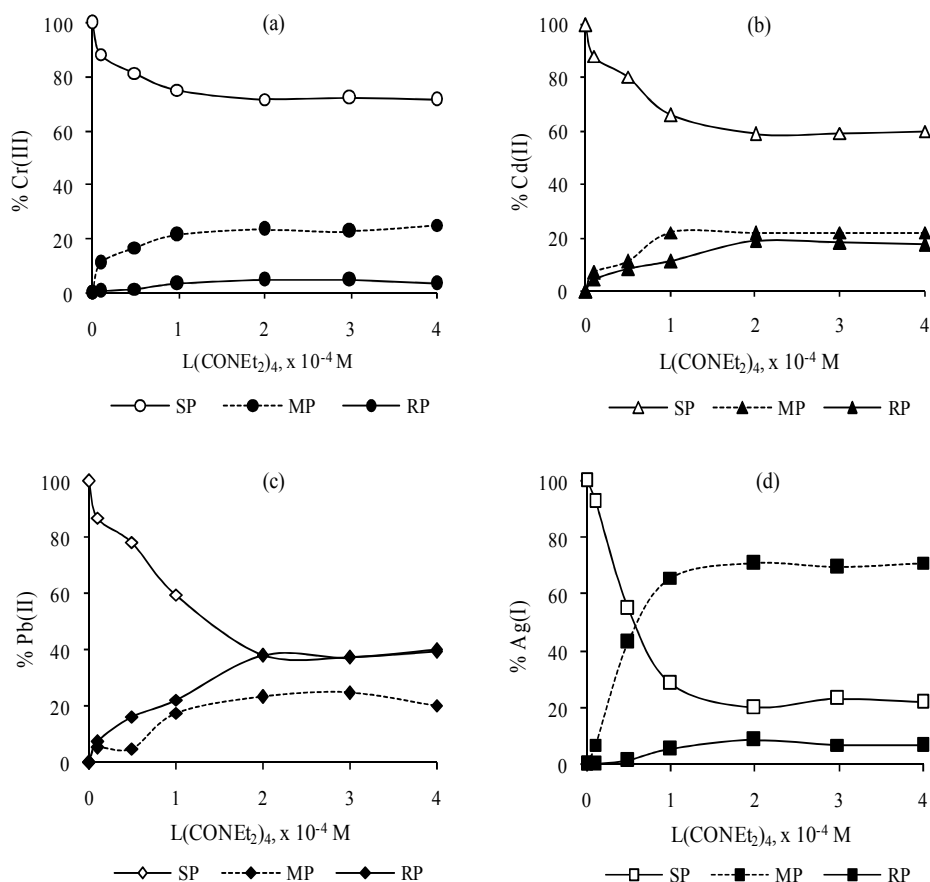 (a)
% Cr(III)
100
80
60
40
20
0
0 1 2 3 4
L(CONEt₂)₄, x 10⁻⁴ M
SP MP RP
(b)
% Cd(II)
100
80
60
40
20
0
0 1 2 3 4
L(CONEt₂)₄, x 10⁻⁴ M
SP MP RP
(c)
% Pb(II)
100
80
60
40
20
0
0 1 2 3 4
L(CONEt₂)₄, x 10⁻⁴ M
SP MP RP
(d)
% Ag(I)
100
80
60
40
20
0
0 1 2 3 4
L(CONEt₂)₄, x 10⁻⁴ M
SP MP RP